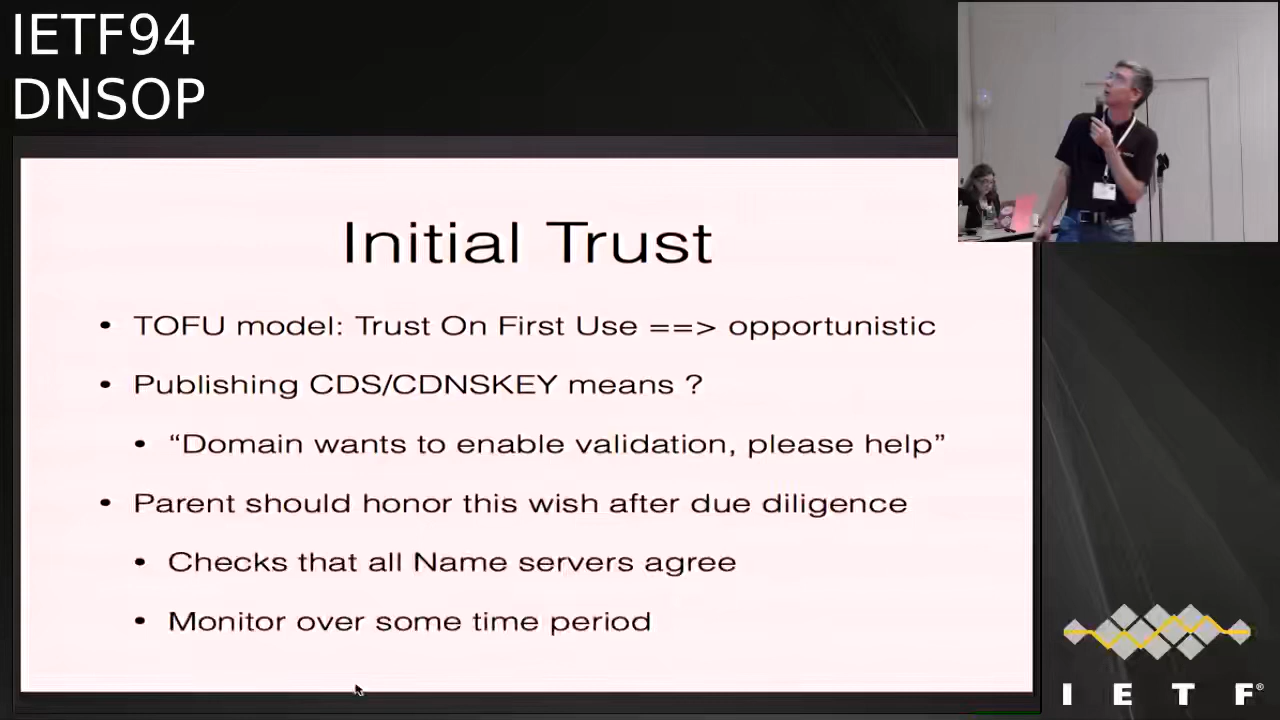 IETF94
DNSOP
Initial Trust
• TOFU model: Trust On First Use ==> opportunistic
• Publishing CDS/CDNSKEY means ?
• “Domain wants to enable validation, please help”
• Parent should honor this wish after due diligence
• Checks that all Name servers agree
• Monitor over some time period
I E T F®